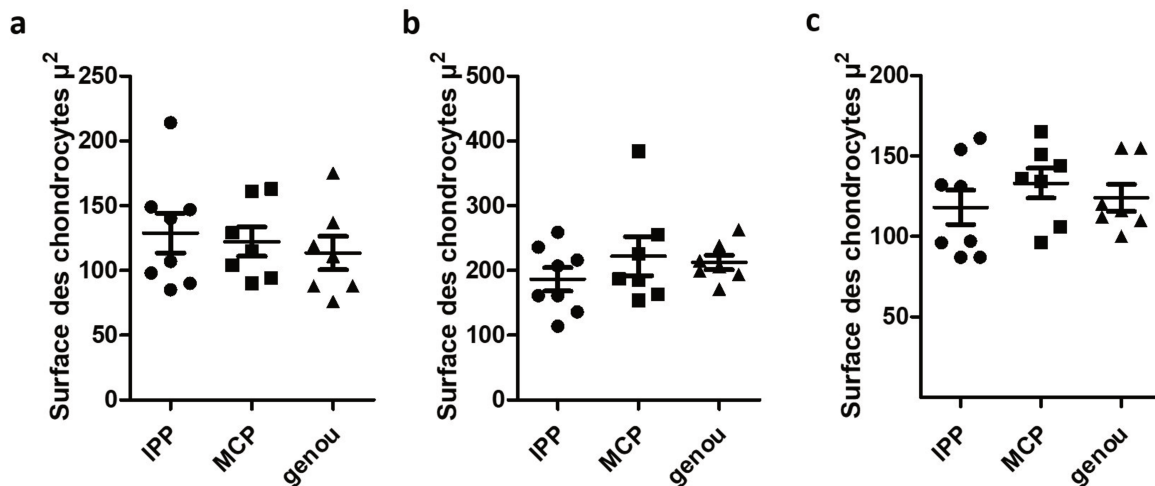 a
Surface des chondrocytes µ²
250
200
150
100
50
0
IPP
MCP
genou
b
Surface des chondrocytes µ²
500
400
300
200
100
0
IPP
MCP
genou
c
Surface des chondrocytes µ²
200
150
100
50
IPP
MCP
genou